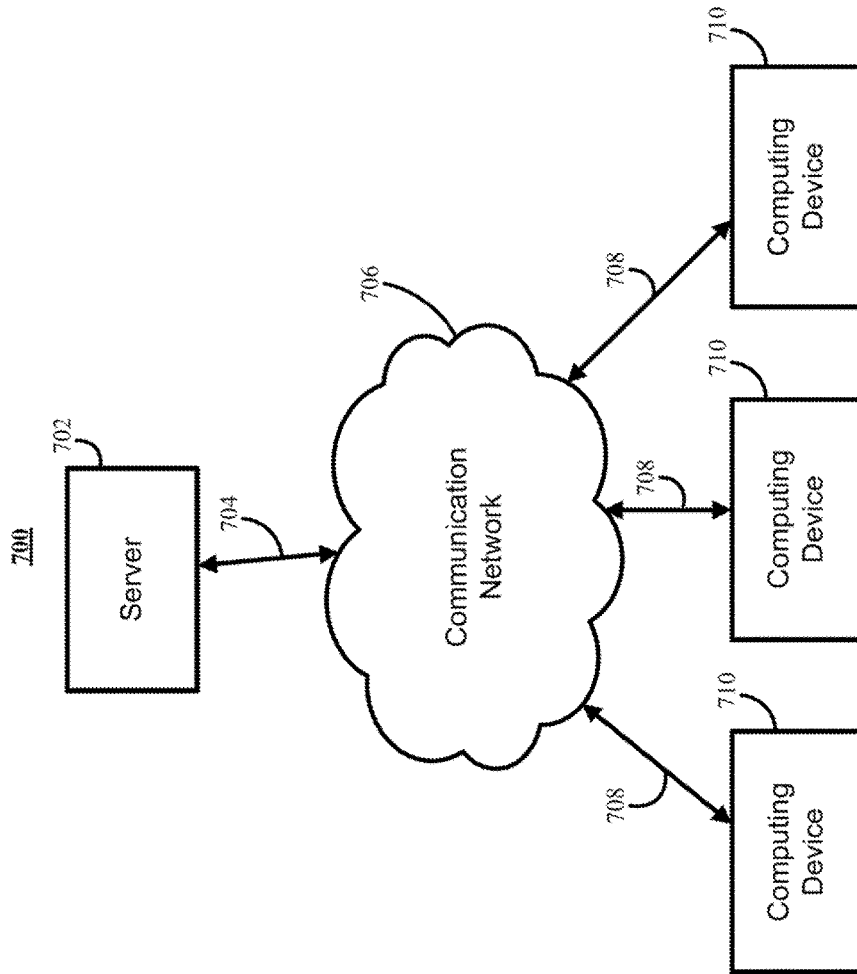 700
702
Server
704
706
Communication
Network
708
708
708
710
Computing
Device
710
Computing
Device
710
Computing
Device